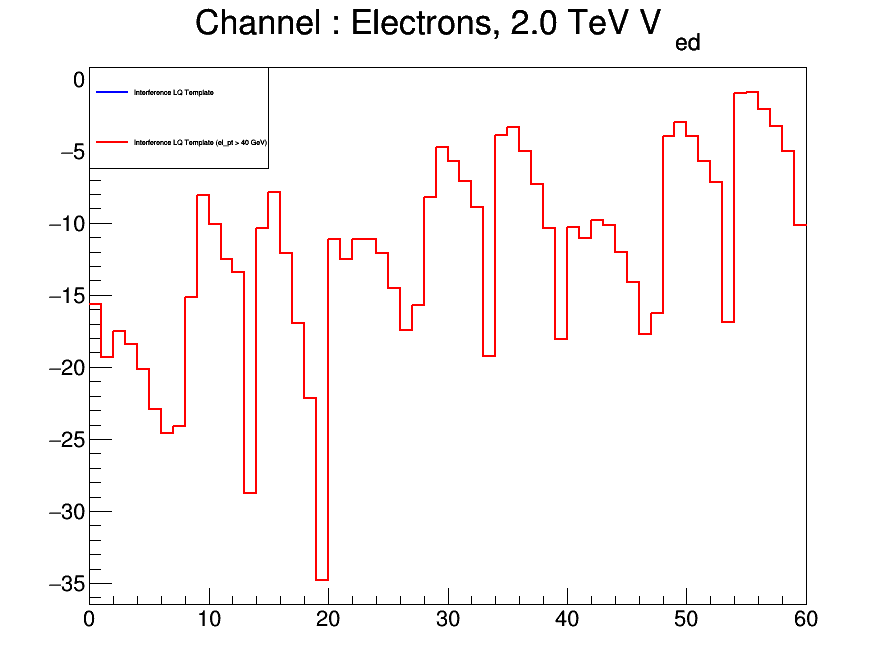 Channel : Electrons, 2.0 TeV V ed
Interference LQ Template
Interference LQ Template (el_pt > 40 GeV)
0
−5
−10
−15
−20
−25
−30
−35
0 10 20 30 40 50 60